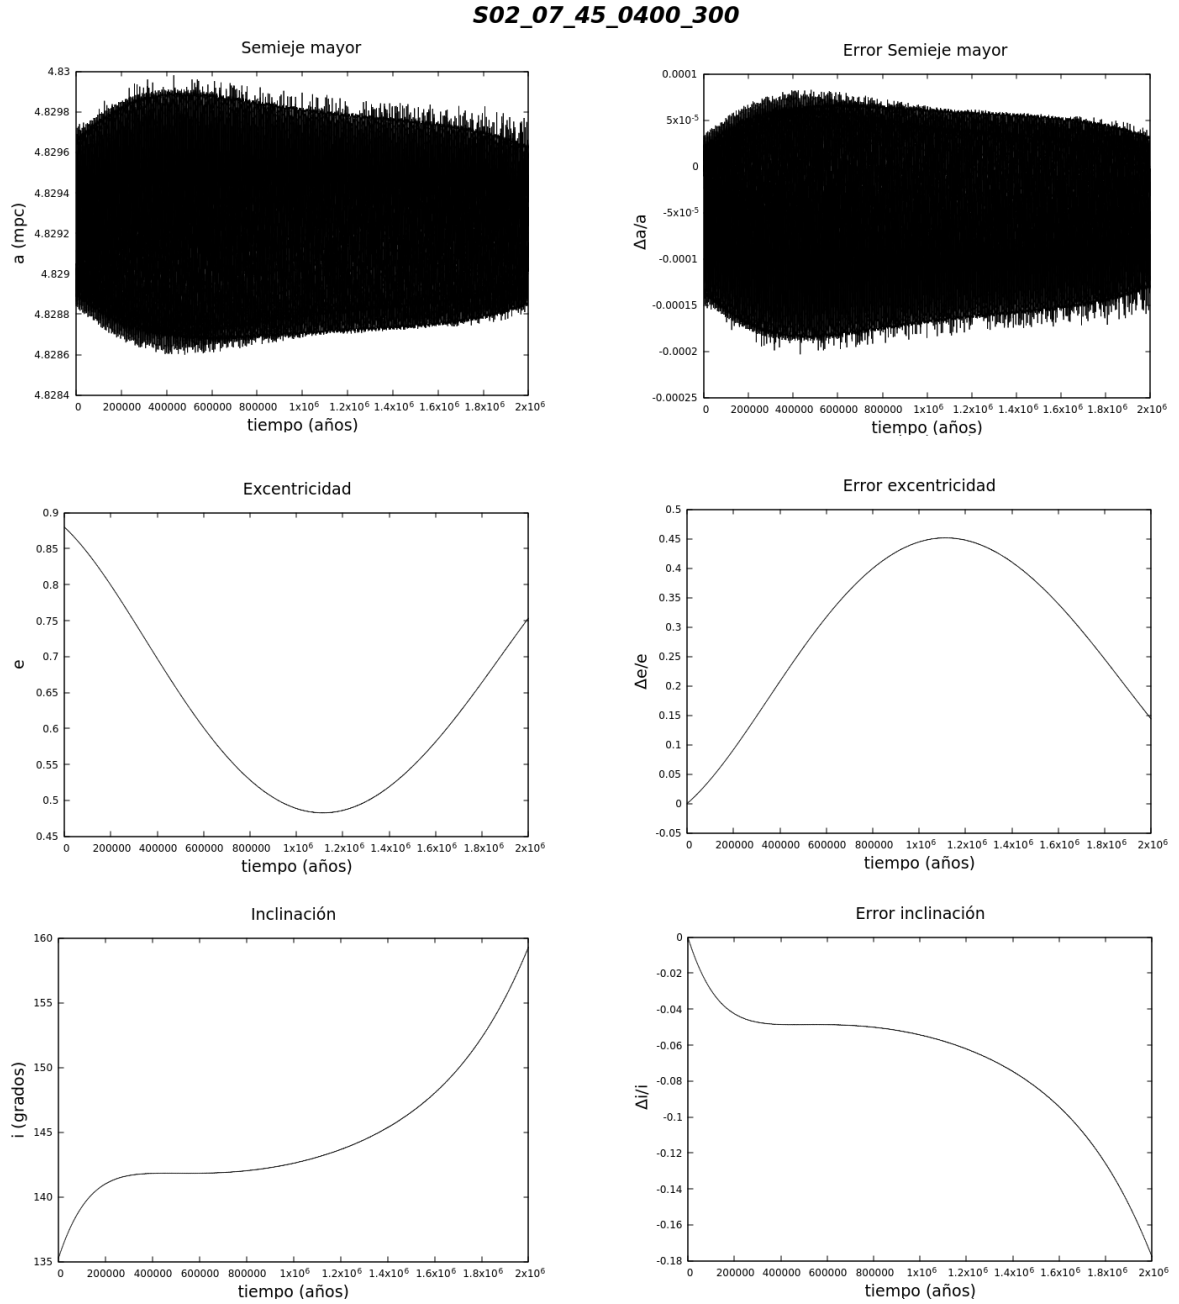 S02_07_45_0400_300
Semieje mayor
a (mpc)
4.83
4.8298
4.8296
4.8294
4.8292
4.829
4.8288
4.8286
4.8284
0 200000 400000 600000 800000 1x10⁶ 1.2x10⁶ 1.4x10⁶ 1.6x10⁶ 1.8x10⁶ 2x10⁶
tiempo (años)
Error Semieje mayor
Δa/a
0.0001
5x10⁻⁵
0
-5x10⁻⁵
-0.0001
-0.00015
-0.0002
-0.00025
0 200000 400000 600000 800000 1x10⁶ 1.2x10⁶ 1.4x10⁶ 1.6x10⁶ 1.8x10⁶ 2x10⁶
tiempo (años)
Excentricidad
e
0.9
0.85
0.8
0.75
0.7
0.65
0.6
0.55
0.5
0.45
0 200000 400000 600000 800000 1x10⁶ 1.2x10⁶ 1.4x10⁶ 1.6x10⁶ 1.8x10⁶ 2x10⁶
tiempo (años)
Error excentricidad
Δe/e
0.5
0.45
0.4
0.35
0.3
0.25
0.2
0.15
0.1
0.05
0
-0.05
0 200000 400000 600000 800000 1x10⁶ 1.2x10⁶ 1.4x10⁶ 1.6x10⁶ 1.8x10⁶ 2x10⁶
tiempo (años)
Inclinación
i (grados)
160
155
150
145
140
135
0 200000 400000 600000 800000 1x10⁶ 1.2x10⁶ 1.4x10⁶ 1.6x10⁶ 1.8x10⁶ 2x10⁶
tiempo (años)
Error inclinación
Δi/i
0
-0.02
-0.04
-0.06
-0.08
-0.1
-0.12
-0.14
-0.16
-0.18
0 200000 400000 600000 800000 1x10⁶ 1.2x10⁶ 1.4x10⁶ 1.6x10⁶ 1.8x10⁶ 2x10⁶
tiempo (años)